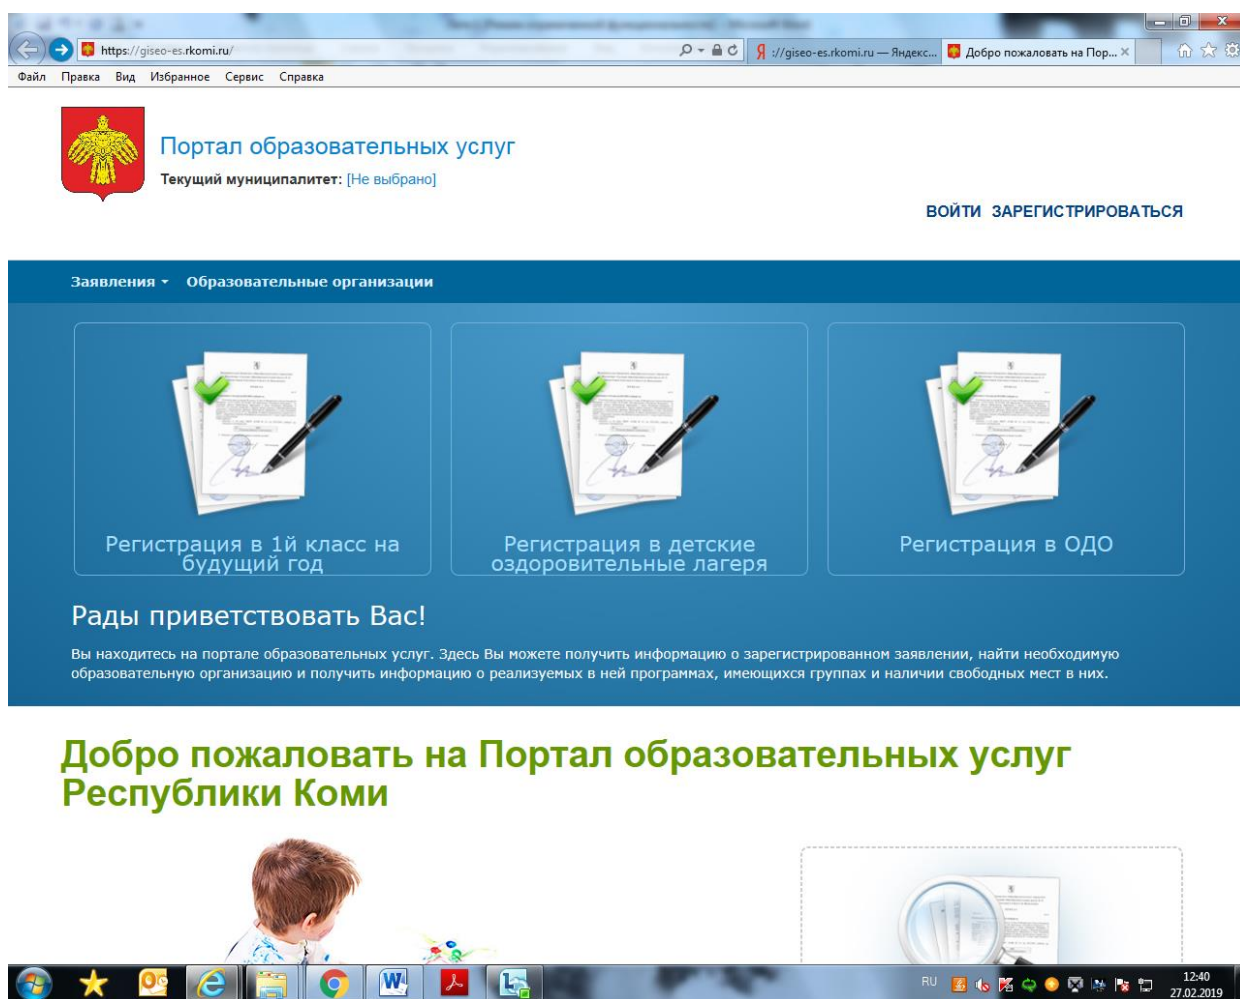 https://giseo-es.rkomi.ru/
://giseo-es.rkomi.ru — Яндекс...
Добро пожаловать на Пор...
Файл Правка Вид Избранное Сервис Справка
Портал образовательных услуг
Текущий муниципалитет: [Не выбрано]
ВОЙТИ ЗАРЕГИСТРИРОВАТЬСЯ
Заявления Образовательные организации
Регистрация в 1й класс на
будущий год
Регистрация в детские
оздоровительные лагеря
Регистрация в ОДО
Рады приветствовать Вас!
Вы находитесь на портале образовательных услуг. Здесь Вы можете получить информацию о зарегистрированном заявлении, найти необходимую
образовательную организацию и получить информацию о реализуемых в ней программах, имеющихся группах и наличии свободных мест в них.
Добро пожаловать на Портал образовательных услуг
Республики Коми
RU
12:40
27.02.2019